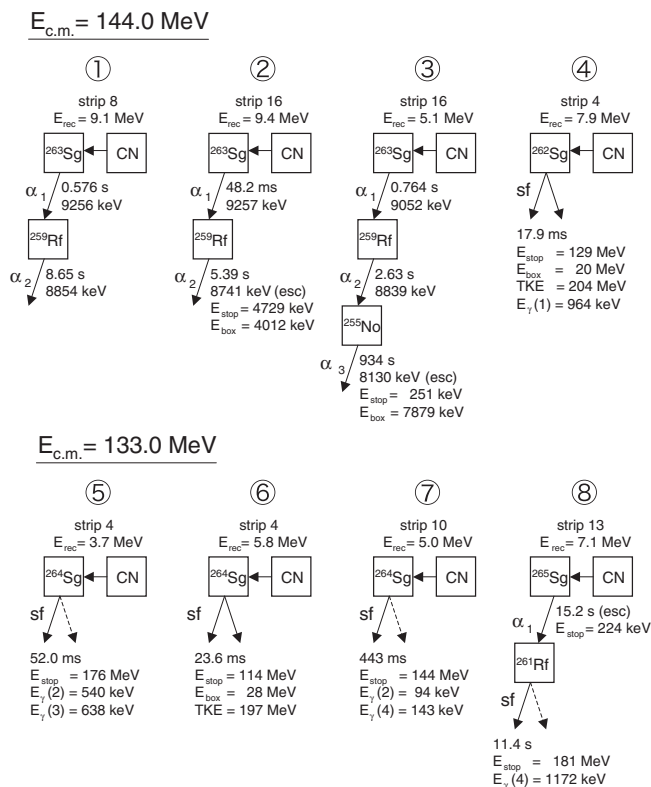 E_c.m. = 144.0 MeV
① ② ③ ④
strip 8
E_rec = 9.1 MeV
²⁶³Sg CN
α₁ 0.576 s
9256 keV
²⁵⁹Rf
α₂ 8.65 s
8854 keV
strip 16
E_rec = 9.4 MeV
²⁶³Sg CN
α₁ 48.2 ms
9257 keV
²⁵⁹Rf
α₂ 5.39 s
8741 keV (esc)
E_stop = 4729 keV
E_box = 4012 keV
strip 16
E_rec = 5.1 MeV
²⁶³Sg CN
α₁ 0.764 s
9052 keV
²⁵⁹Rf
α₂ 2.63 s
8839 keV
²⁵⁵No
α₃ 934 s
8130 keV (esc)
E_stop = 251 keV
E_box = 7879 keV
strip 4
E_rec = 7.9 MeV
²⁶²Sg CN
sf
17.9 ms
E_stop = 129 MeV
E_box = 20 MeV
TKE = 204 MeV
E_γ(1) = 964 keV
E_c.m. = 133.0 MeV
⑤ ⑥ ⑦ ⑧
strip 4
E_rec = 3.7 MeV
²⁶⁴Sg CN
sf
52.0 ms
E_stop = 176 MeV
E_γ(2) = 540 keV
E_γ(3) = 638 keV
strip 4
E_rec = 5.8 MeV
²⁶⁴Sg CN
sf
23.6 ms
E_stop = 114 MeV
E_box = 28 MeV
TKE = 197 MeV
strip 10
E_rec = 5.0 MeV
²⁶⁴Sg CN
sf
443 ms
E_stop = 144 MeV
E_γ(2) = 94 keV
E_γ(4) = 143 keV
strip 13
E_rec = 7.1 MeV
²⁶⁵Sg CN
α₁ 15.2 s (esc)
E_stop = 224 keV
²⁶¹Rf
sf
11.4 s
E_stop = 181 MeV
E_γ(4) = 1172 keV